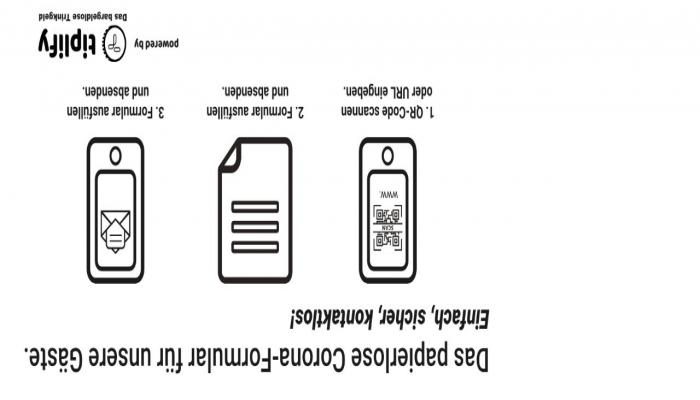 Das papierlose Corona-Formular für unsere Gäste.
Einfach, sicher, kontaktlos!
SCAN
www.
1. QR-Code scannen
oder URL eingeben.
2. Formular ausfüllen
und absenden.
3. Formular ausfüllen
und absenden.
powered by
tiplify
Das bargeldlose Trinkgeld